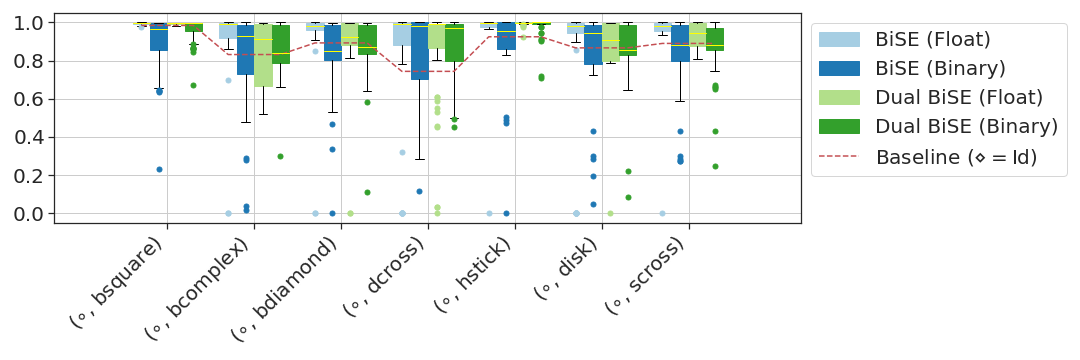 1.0
0.8
0.6
0.4
0.2
0.0
(∘, bsquare)
(∘, bcomplex)
(∘, bdiamond)
(∘, dcross)
(∘, hstick)
(∘, disk)
(∘, scross)
BiSE (Float)
BiSE (Binary)
Dual BiSE (Float)
Dual BiSE (Binary)
Baseline (⋄ = Id)